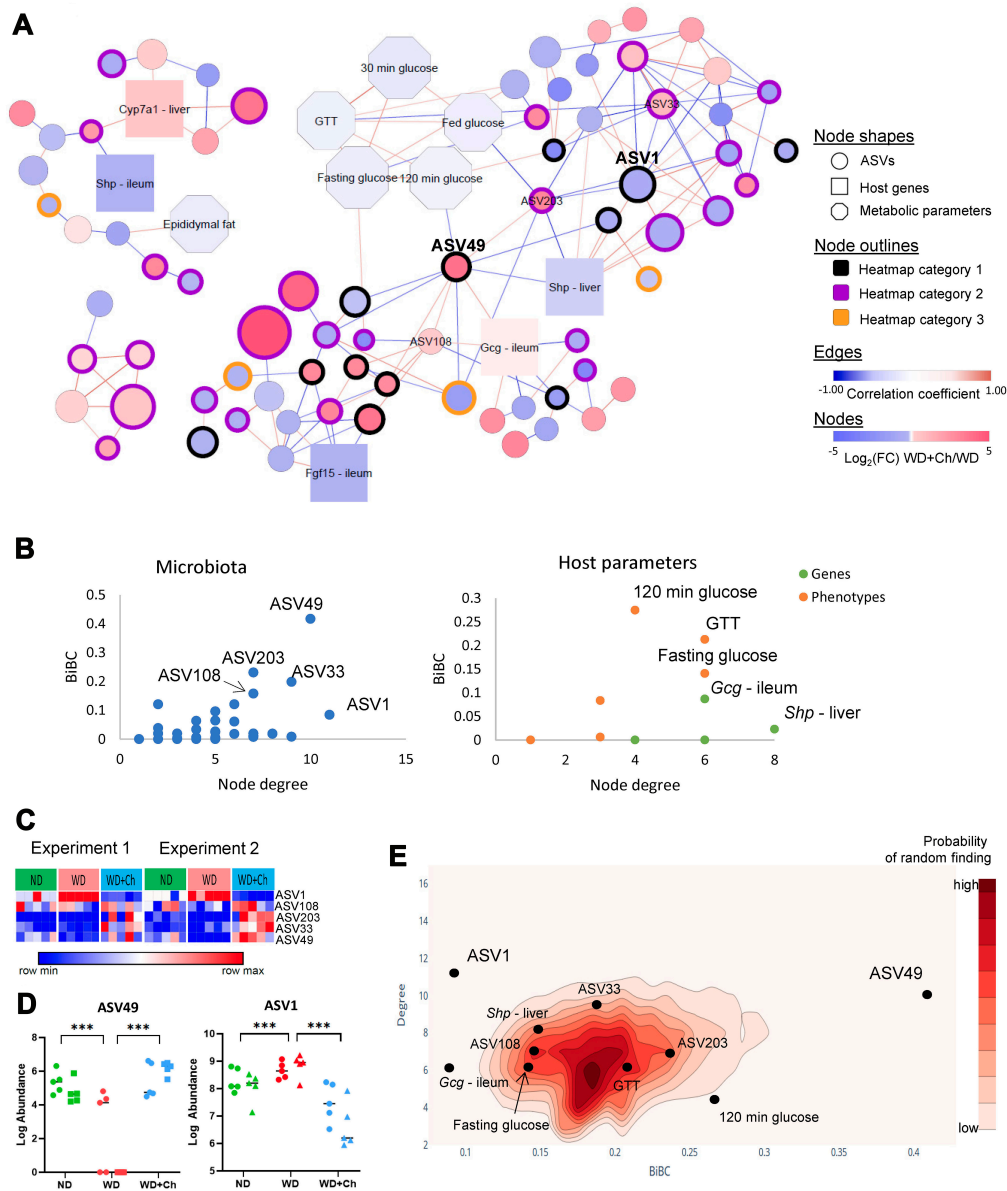 A
30 min glucose
Cyp7a1 - liver
GTT
Fed glucose
ASV33
Node shapes
ASVs
Host genes
Metabolic parameters
Shp - ileum
Fasting glucose
120 min glucose
ASV1
ASV203
Epididymal fat
ASV49
Node outlines
Heatmap category 1
Heatmap category 2
Heatmap category 3
Shp - liver
ASV108
Gcg - ileum
Edges
-1.00
1.00
Correlation coefficient
Nodes
-5
5
Log2(FC) WD+Ch/WD
Fgf15 - ileum
B
Microbiota
BiBC
0.5
0.4
0.3
0.2
0.1
0
0
5
10
15
Node degree
ASV49
ASV203
ASV33
ASV108
ASV1
Host parameters
BiBC
0.3
0.25
0.2
0.15
0.1
0.05
0
0
2
4
6
8
Node degree
120 min glucose
GTT
Fasting glucose
Gcg - ileum
Shp - liver
Genes
Phenotypes
C
Experiment 1
Experiment 2
ND
WD
WD+Ch
ND
WD
WD+Ch
ASV1
ASV108
ASV203
ASV33
ASV49
row min
row max
D
ASV49
***
***
Log Abundance
8
4
0
ND
WD
WD+Ch
ASV1
***
***
Log Abundance
10
9
8
7
6
5
ND
WD
WD+Ch
E
Probability
of random finding
high
low
Degree
16
14
12
10
8
6
4
2
0.1
0.15
0.2
0.25
0.3
0.35
0.4
BiBC
ASV1
ASV49
ASV33
Shp - liver
ASV108
ASV203
Gcg - ileum
GTT
Fasting glucose
120 min glucose